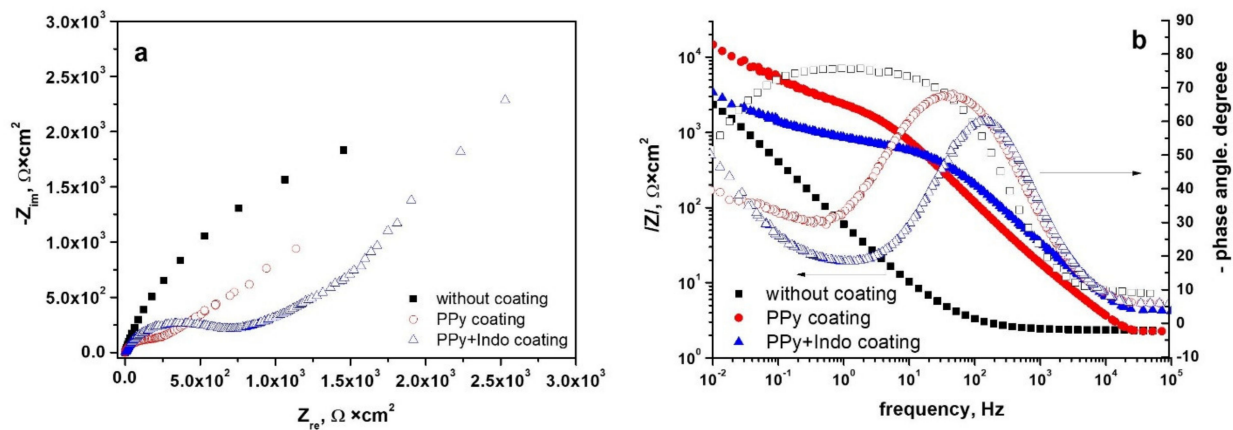 a
3.0x10³
2.5x10³
2.0x10³
1.5x10³
1.0x10³
5.0x10²
0.0
-Zim, Ω×cm²
0.0 5.0x10² 1.0x10³ 1.5x10³ 2.0x10³ 2.5x10³ 3.0x10³
Zre, Ω ×cm²
without coating
PPy coating
PPy+Indo coating
b
10⁴
10³
10²
10¹
10⁰
/Z/, Ω×cm²
90
80
70
60
50
40
30
20
10
0
-10
- phase angle. degreee
10⁻² 10⁻¹ 10⁰ 10¹ 10² 10³ 10⁴ 10⁵
frequency, Hz
without coating
PPy coating
PPy+Indo coating